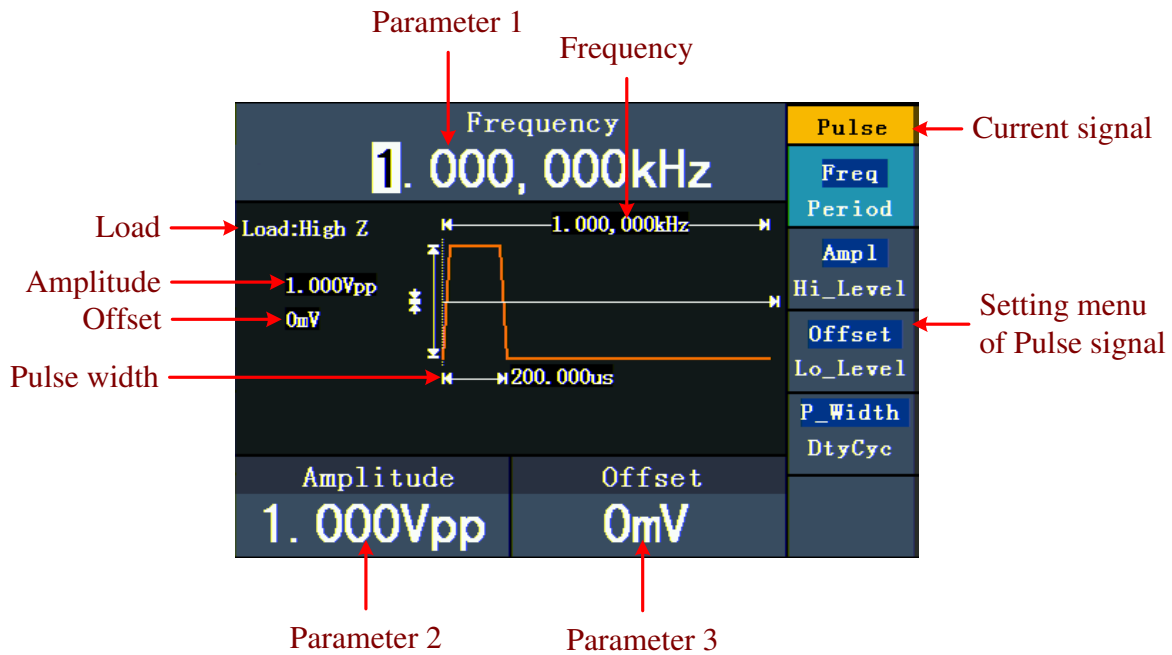 Parameter 1
Frequency
Frequency
1.000,000kHz
Pulse
Current signal
Freq
Period
Load
Load:High Z
1.000,000kHz
Ampl
Hi_Level
Amplitude
1.000Vpp
Offset
0mV
Setting menu
of Pulse signal
Offset
Lo_Level
Pulse width
200.000us
P_Width
DtyCyc
Amplitude
1.000Vpp
Offset
0mV
Parameter 2
Parameter 3